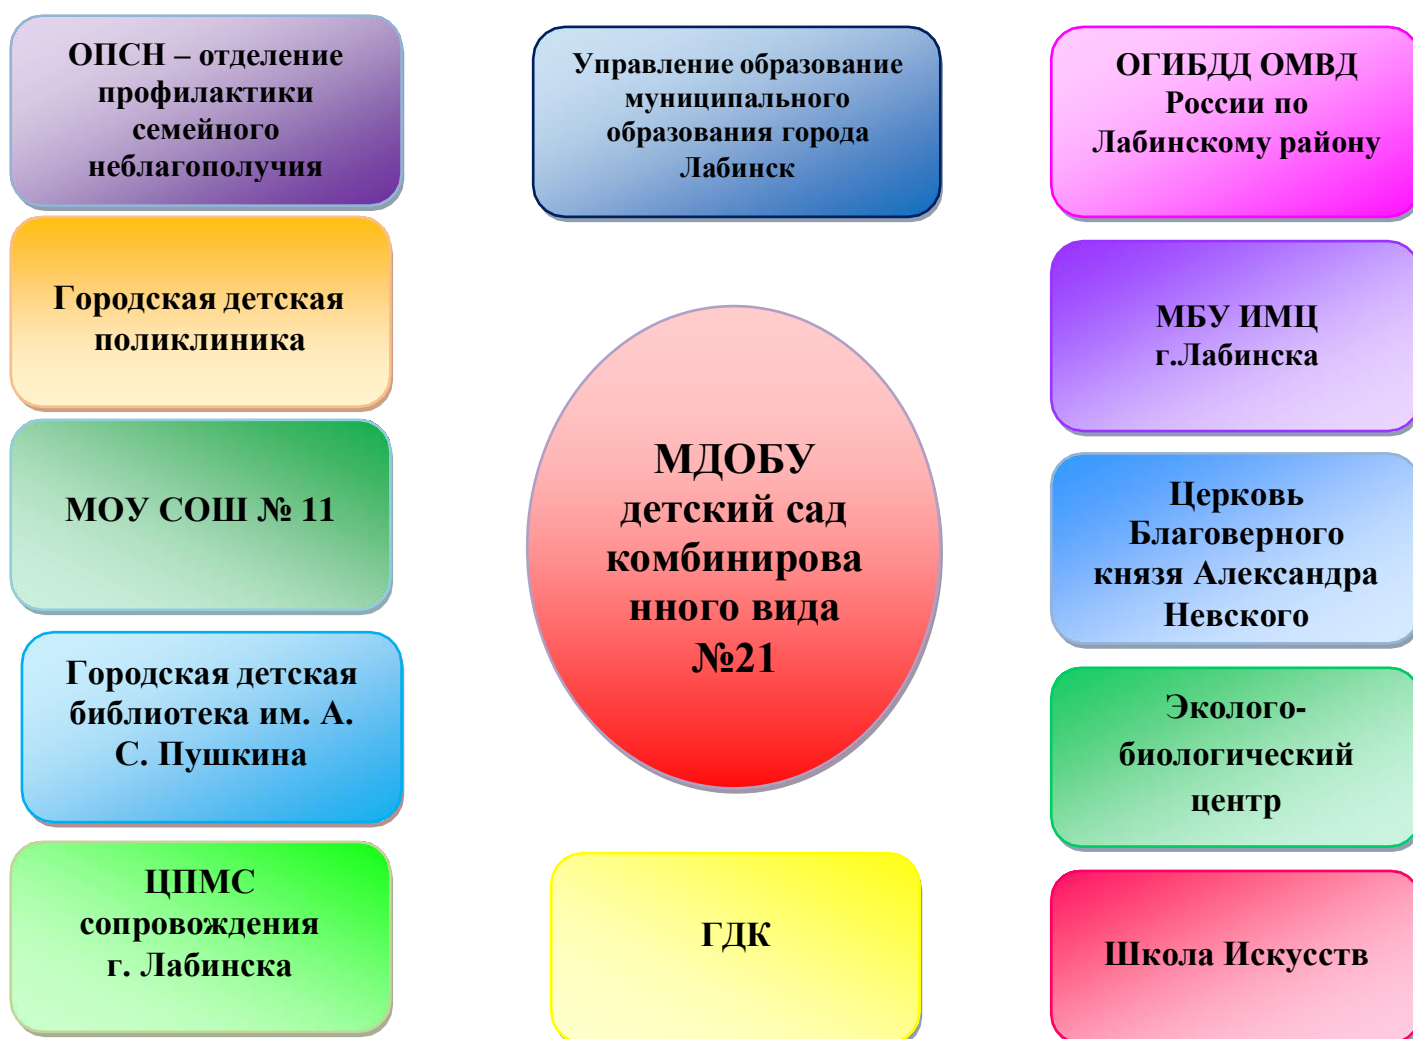 ОПСН – отделение
профилактики
семейного
неблагополучия
Управление образование
муниципального
образования города
Лабинск
ОГИБДД ОМВД
России по
Лабинскому району
Городская детская
поликлиника
МБУ ИМЦ
г.Лабинска
МДОБУ
детский сад
комбинирова
нного вида
№21
МОУ СОШ № 11
Церковь
Благоверного
князя Александра
Невского
Городская детская
библиотека им. А.
С. Пушкина
Эколого-
биологический
центр
ЦПМС
сопровождения
г. Лабинска
ГДК
Школа Искусств